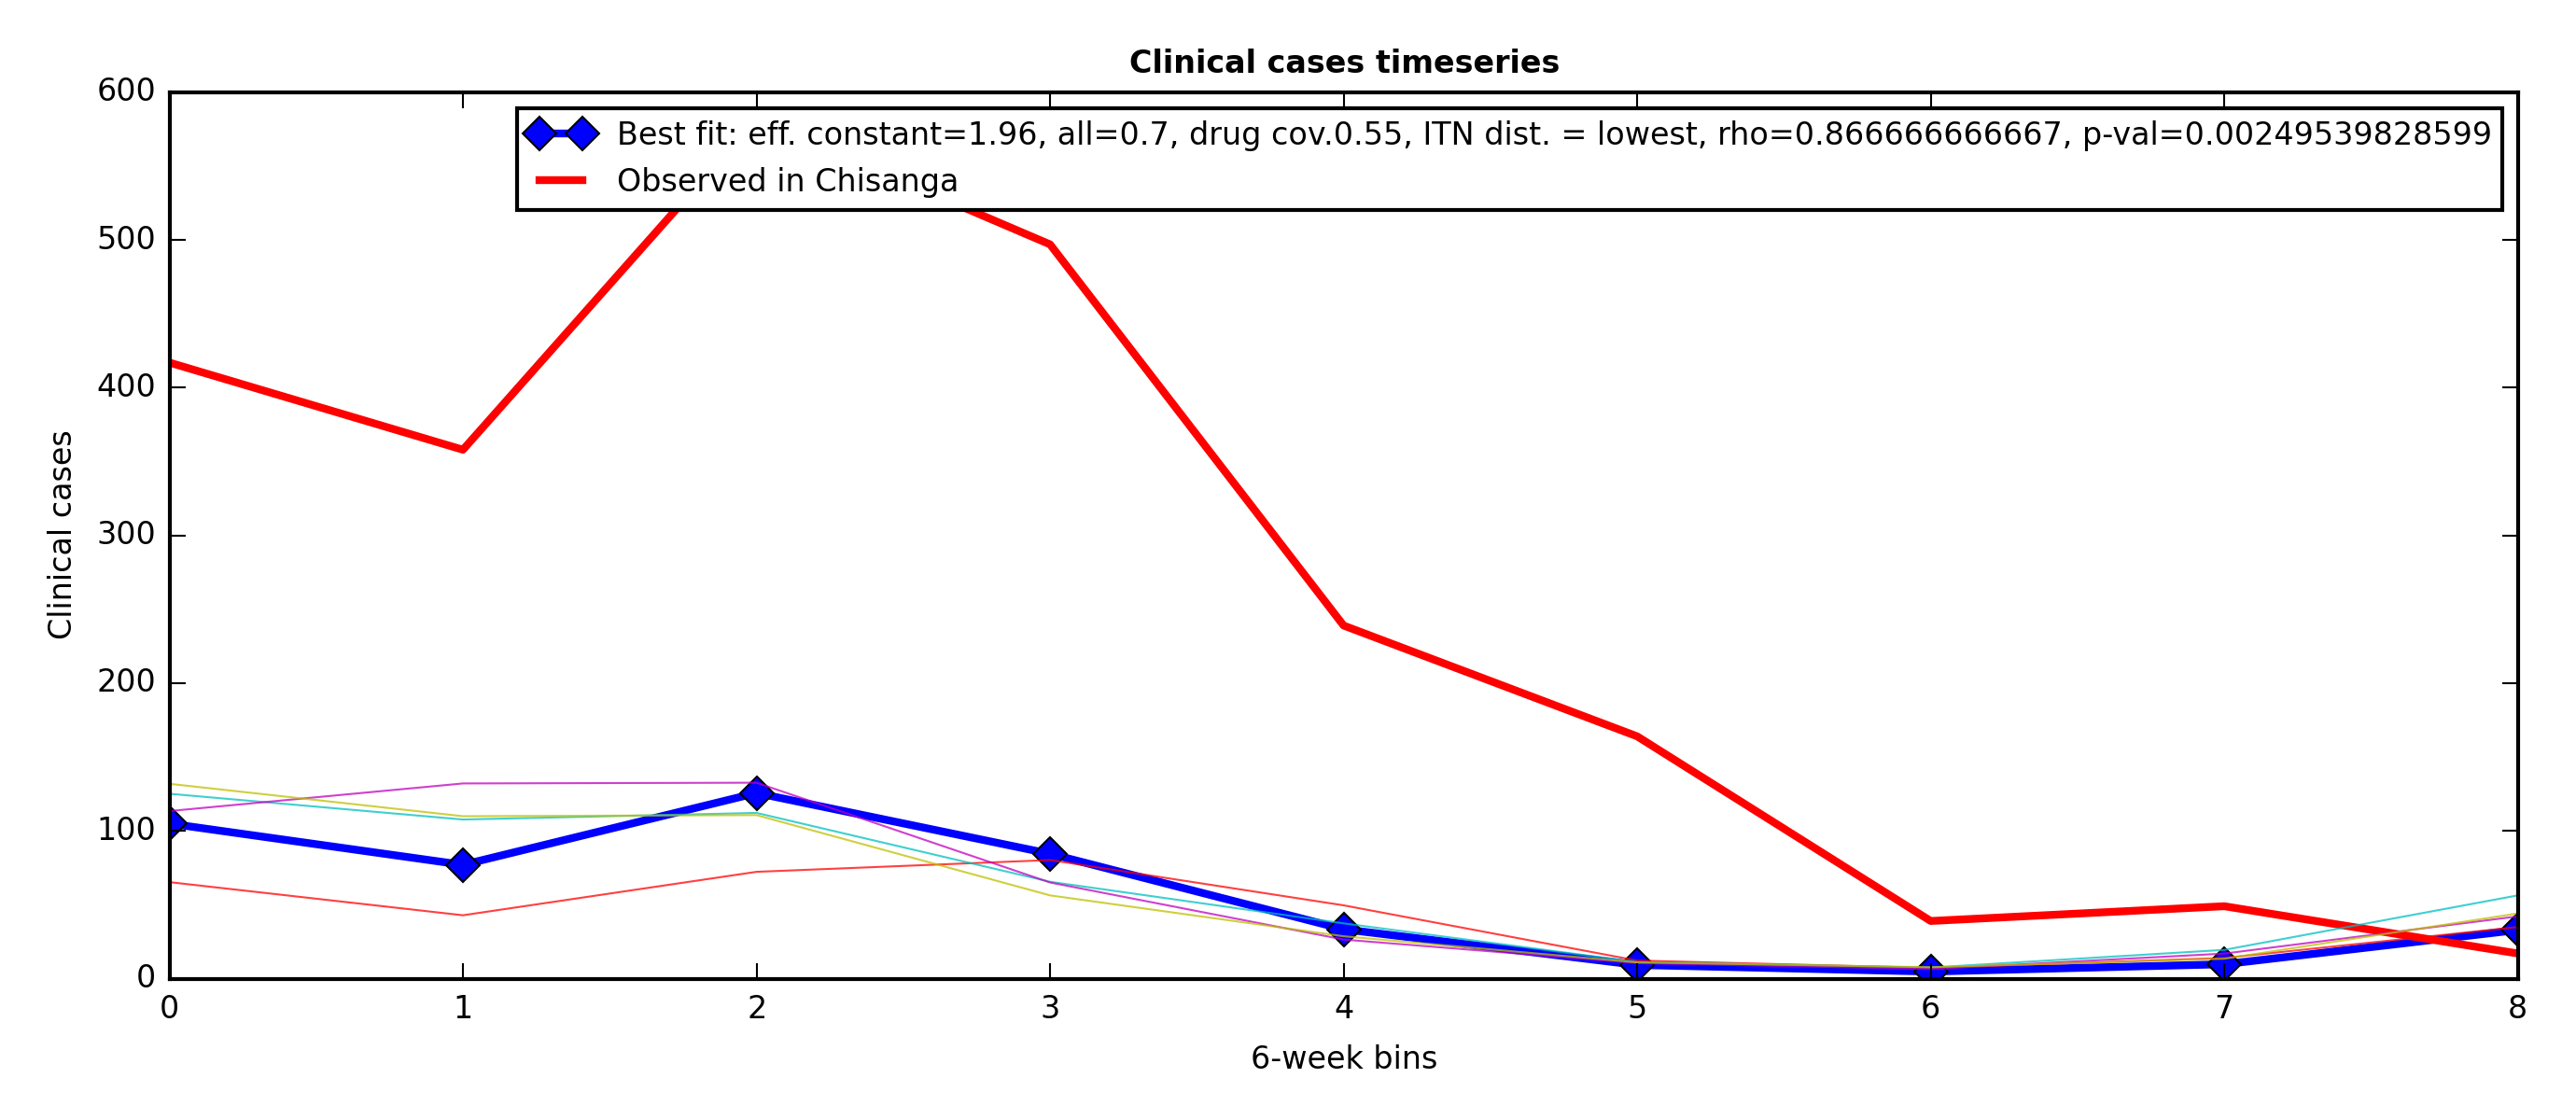 Clinical cases timeseries
600
500
400
300
200
100
0
Clinical cases
Best fit: eff. constant=1.96, all=0.7, drug cov.0.55, ITN dist. = lowest, rho=0.866666666667, p-val=0.00249539828599
Observed in Chisanga
0 1 2 3 4 5 6 7 8
6-week bins